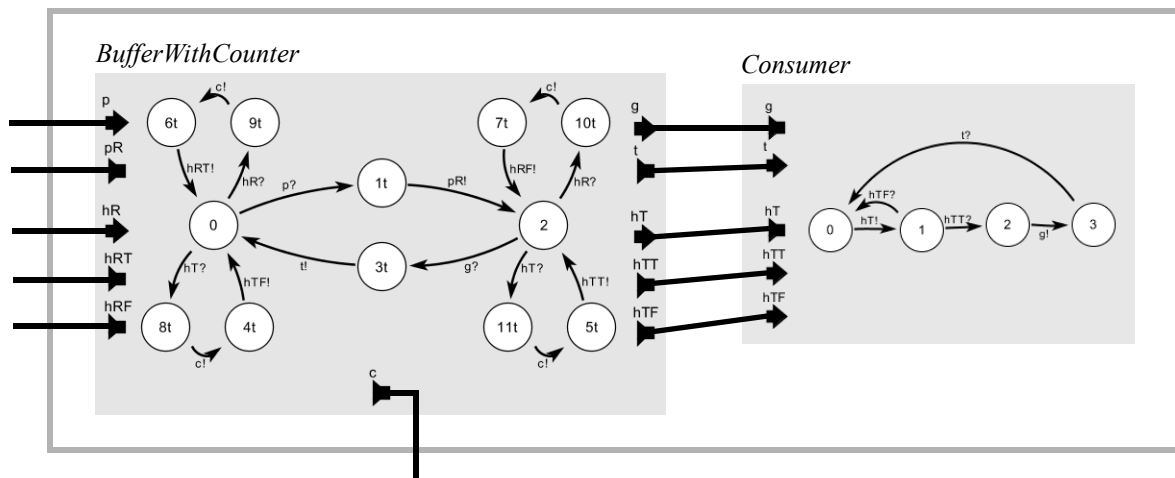 BufferWithCounter
p
pR
hR
hRT
hRF
c!
6t
9t
hRT!
hR?
0
p?
1t
pR!
t!
3t
g?
hT?
hTF!
8t
4t
c!
c!
7t
10t
hRF!
hR?
2
hT?
hTT!
11t
5t
c!
g
t
hT
hTT
hTF
c
Consumer
g
t
hT
hTT
hTF
t?
hTF?
0
hT!
1
hTT?
2
g!
3